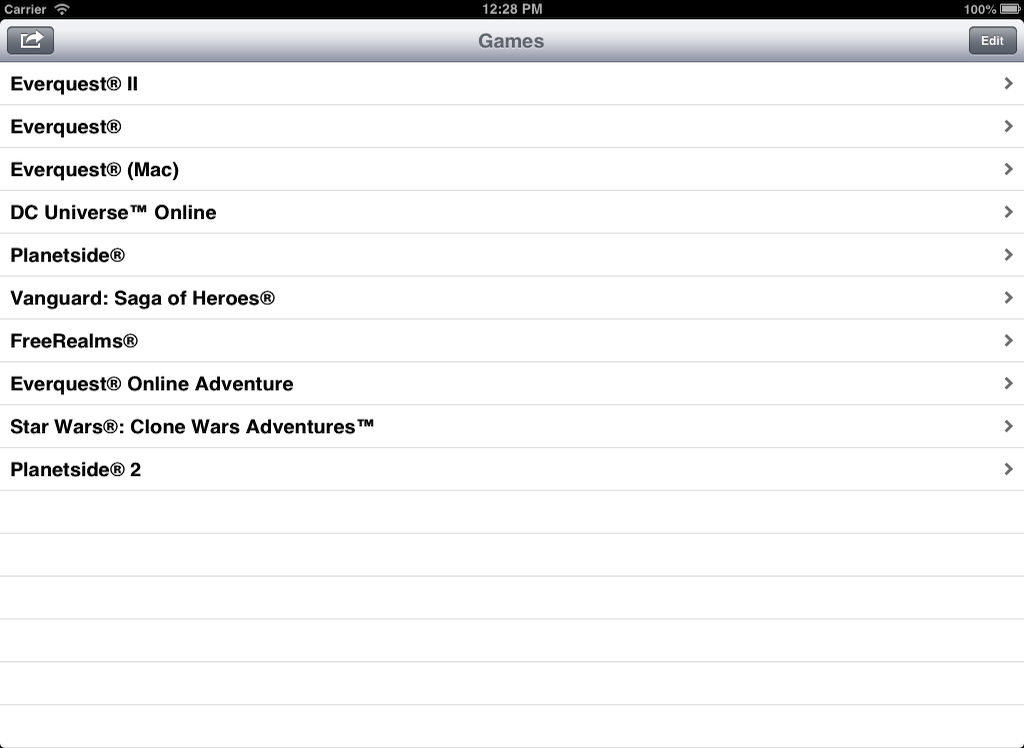 Carrier 12:28 PM 100%
Games Edit
Everquest® II
Everquest®
Everquest® (Mac)
DC Universe™ Online
Planetside®
Vanguard: Saga of Heroes®
FreeRealms®
Everquest® Online Adventure
Star Wars®: Clone Wars Adventures™
Planetside® 2